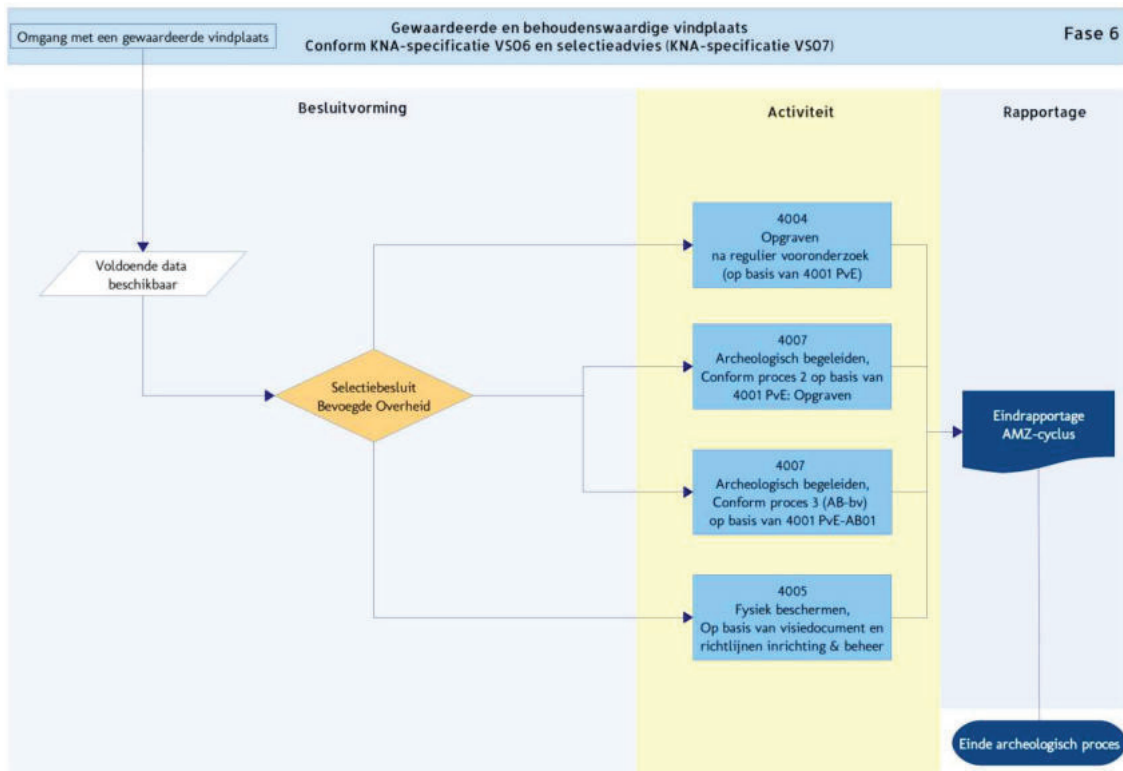 Omgang met een gewaardeerde vindplaats
Gewaardeerde en behoudenswaardige vindplaats
Conform KNA-specificatie VS06 en selectieadvies (KNA-specificatie VS07)
Fase 6
Besluitvorming
Activiteit
Rapportage
Voldoende data
beschikbaar
Selectiebesluit
Bevoegde Overheid
4004
Opgraven
na regulier vooronderzoek
(op basis van 4001 PvE)
4007
Archeologisch begeleiden,
Conform proces 2 op basis van
4001 PvE: Opgraven
4007
Archeologisch begeleiden,
Conform proces 3 (AB-bv)
op basis van 4001 PvE-AB01
4005
Fysiek beschermen,
Op basis van visiedocument en
richtlijnen inrichting & beheer
Eindrapportage
AMZ-cyclus
Einde archeologisch proces